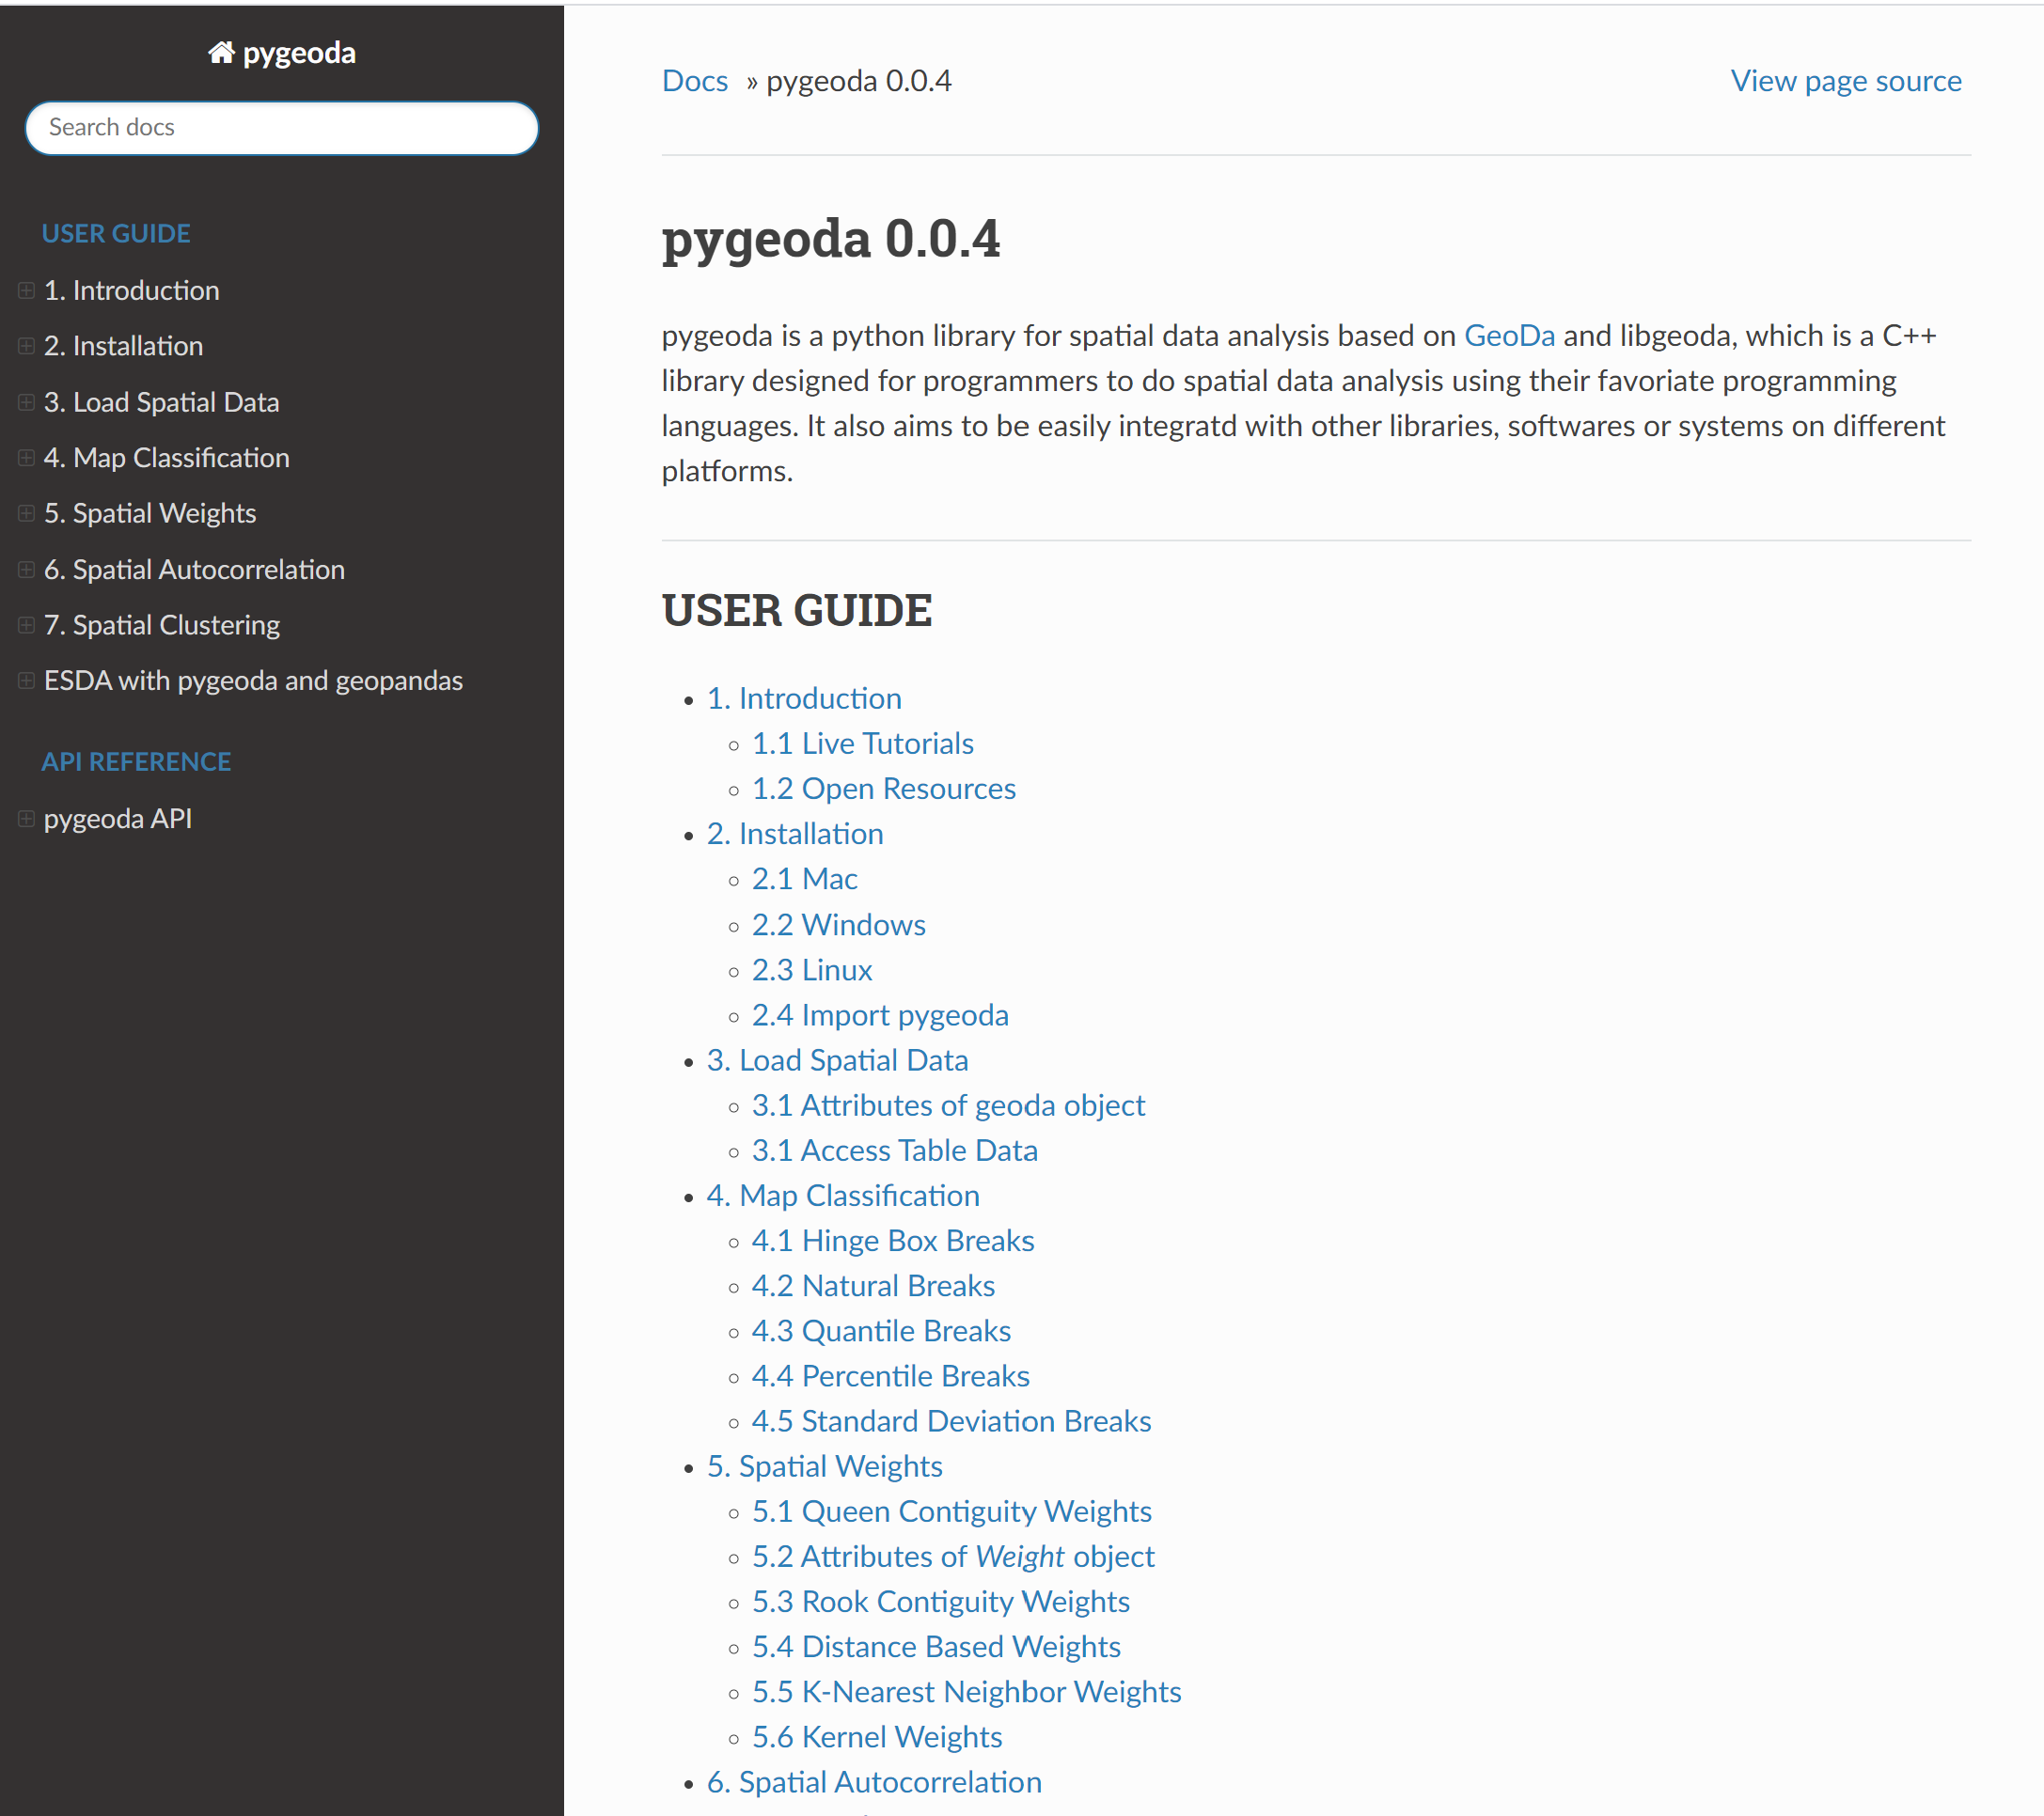 pygeoda
Search docs
USER GUIDE
1. Introduction
2. Installation
3. Load Spatial Data
4. Map Classification
5. Spatial Weights
6. Spatial Autocorrelation
7. Spatial Clustering
ESDA with pygeoda and geopandas
API REFERENCE
pygeoda API
Docs » pygeoda 0.0.4
View page source
pygeoda 0.0.4
pygeoda is a python library for spatial data analysis based on GeoDa and libgeoda, which is a C++
library designed for programmers to do spatial data analysis using their favoriate programming
languages. It also aims to be easily integratd with other libraries, softwares or systems on different
platforms.
USER GUIDE
1. Introduction
1.1 Live Tutorials
1.2 Open Resources
2. Installation
2.1 Mac
2.2 Windows
2.3 Linux
2.4 Import pygeoda
3. Load Spatial Data
3.1 Attributes of geoda object
3.1 Access Table Data
4. Map Classification
4.1 Hinge Box Breaks
4.2 Natural Breaks
4.3 Quantile Breaks
4.4 Percentile Breaks
4.5 Standard Deviation Breaks
5. Spatial Weights
5.1 Queen Contiguity Weights
5.2 Attributes of Weight object
5.3 Rook Contiguity Weights
5.4 Distance Based Weights
5.5 K-Nearest Neighbor Weights
5.6 Kernel Weights
6. Spatial Autocorrelation